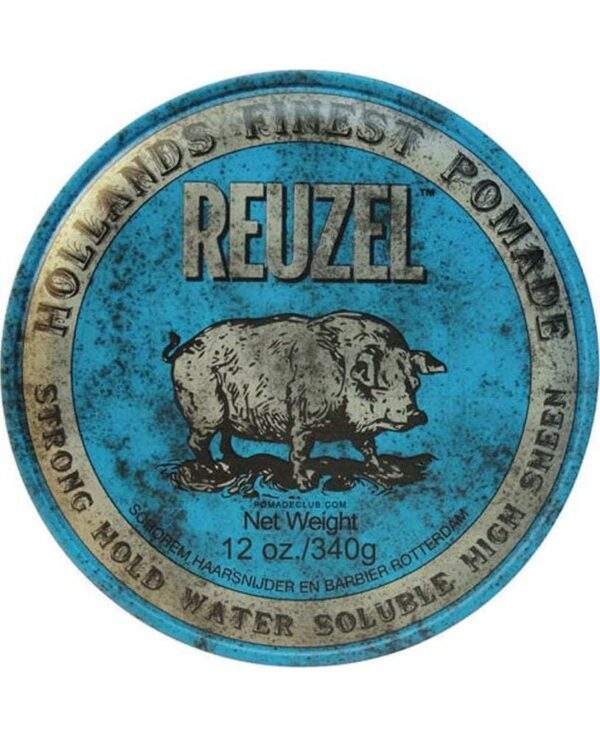 HOLLANDS FINEST POMADE
REUZEL™
POMADECLUB.COM
Net Weight
12 oz./340g
SCHOREM HAARSNIJDER EN BARBIER ROTTERDAM
STRONG HOLD WATER SOLUBLE HIGH SHEEN